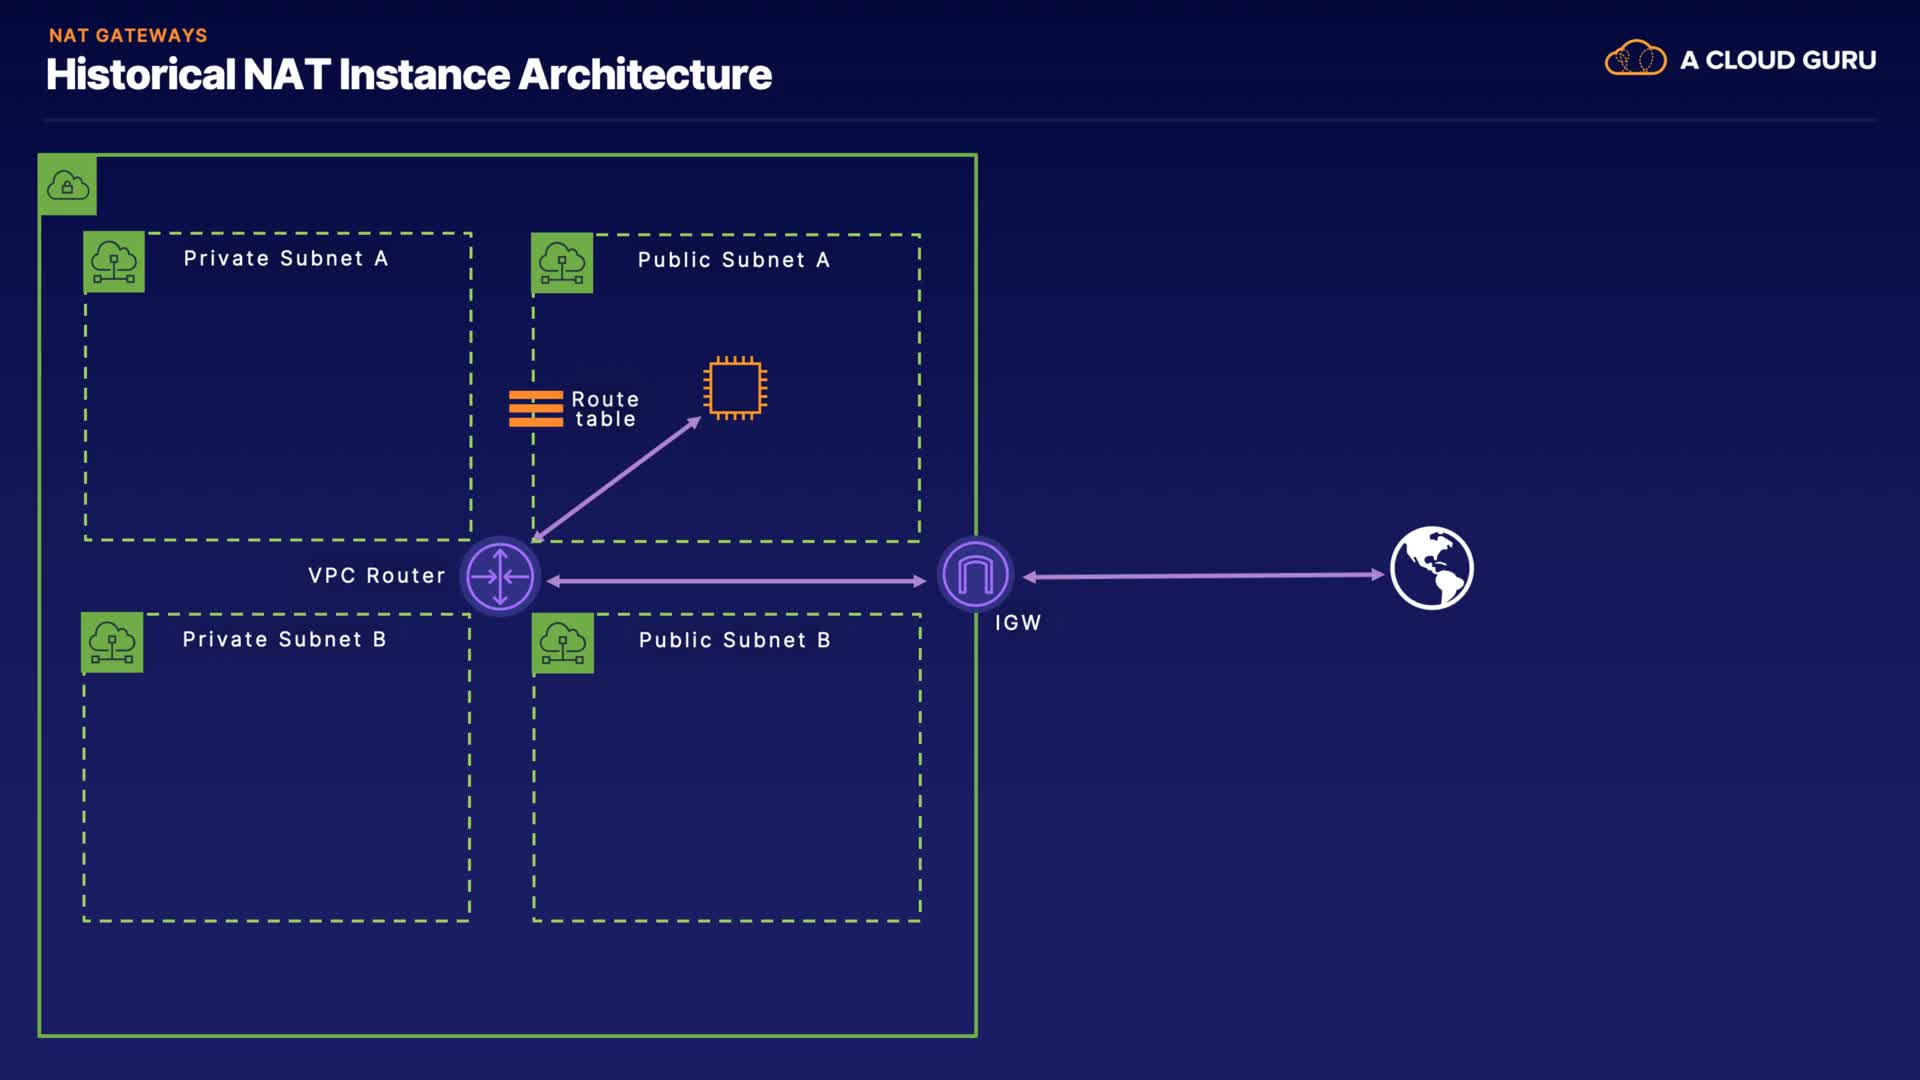 NAT GATEWAYS
Historical NAT Instance Architecture
A CLOUD GURU
Private Subnet A
Public Subnet A
Route
table
VPC Router
IGW
Private Subnet B
Public Subnet B